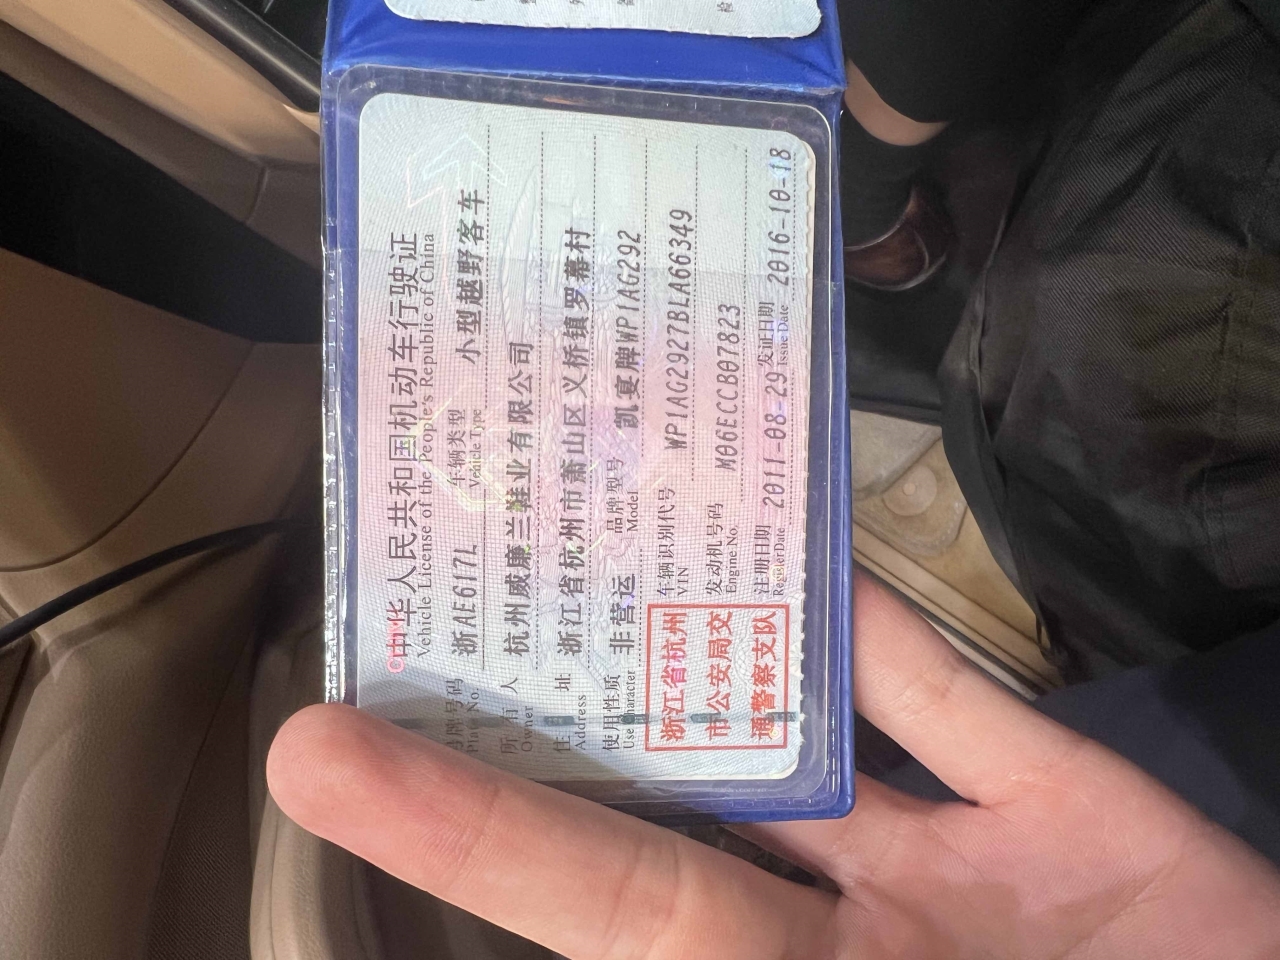 中华人民共和国机动车行驶证
Vehicle License of the People's Republic of China
号牌号码 浙AE617L 车辆类型 小型越野客车
Plate No. Vehicle Type
所有人 杭州威廉兰鞋业有限公司
Owner
住址 浙江省杭州市萧山区义桥镇罗幕村
Address
使用性质 非营运 品牌型号 凯宴牌WP1AG292
Use Character Model
浙江省杭州
市公安局交
通警察支队
车辆识别代号 WP1AG2927BLA66349
VIN
发动机号码 M06ECCB07823
Engine No.
注册日期 2011-08-29 发证日期 2016-10-18
Register Date Issue Date